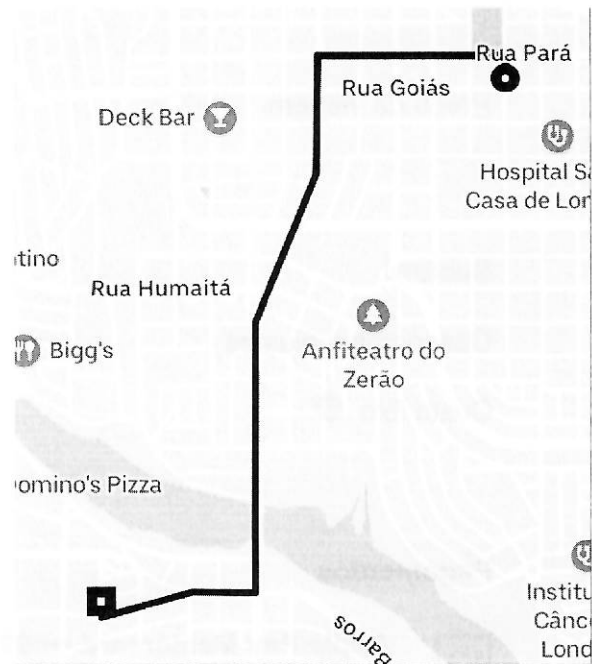 Rua Pará
Rua Goiás
Deck Bar
Hospital Sa
Casa de Lon
tino
Rua Humaitá
Bigg's
Anfiteatro do
Zerão
omino's Pizza
Institu
Cânc
Lond
Barros